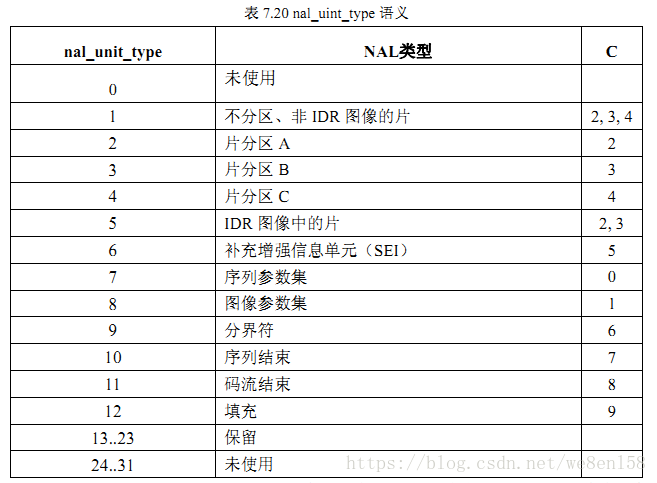 表 7.20 nal_uint_type 语义
nal_unit_type NAL类型 C
0 未使用
1 不分区、非 IDR 图像的片 2, 3, 4
2 片分区 A 2
3 片分区 B 3
4 片分区 C 4
5 IDR 图像中的片 2, 3
6 补充增强信息单元（SEI） 5
7 序列参数集 0
8 图像参数集 1
9 分界符 6
10 序列结束 7
11 码流结束 8
12 填充 9
13..23 保留
24..31 未使用
https://blog.csdn.net/we8en158